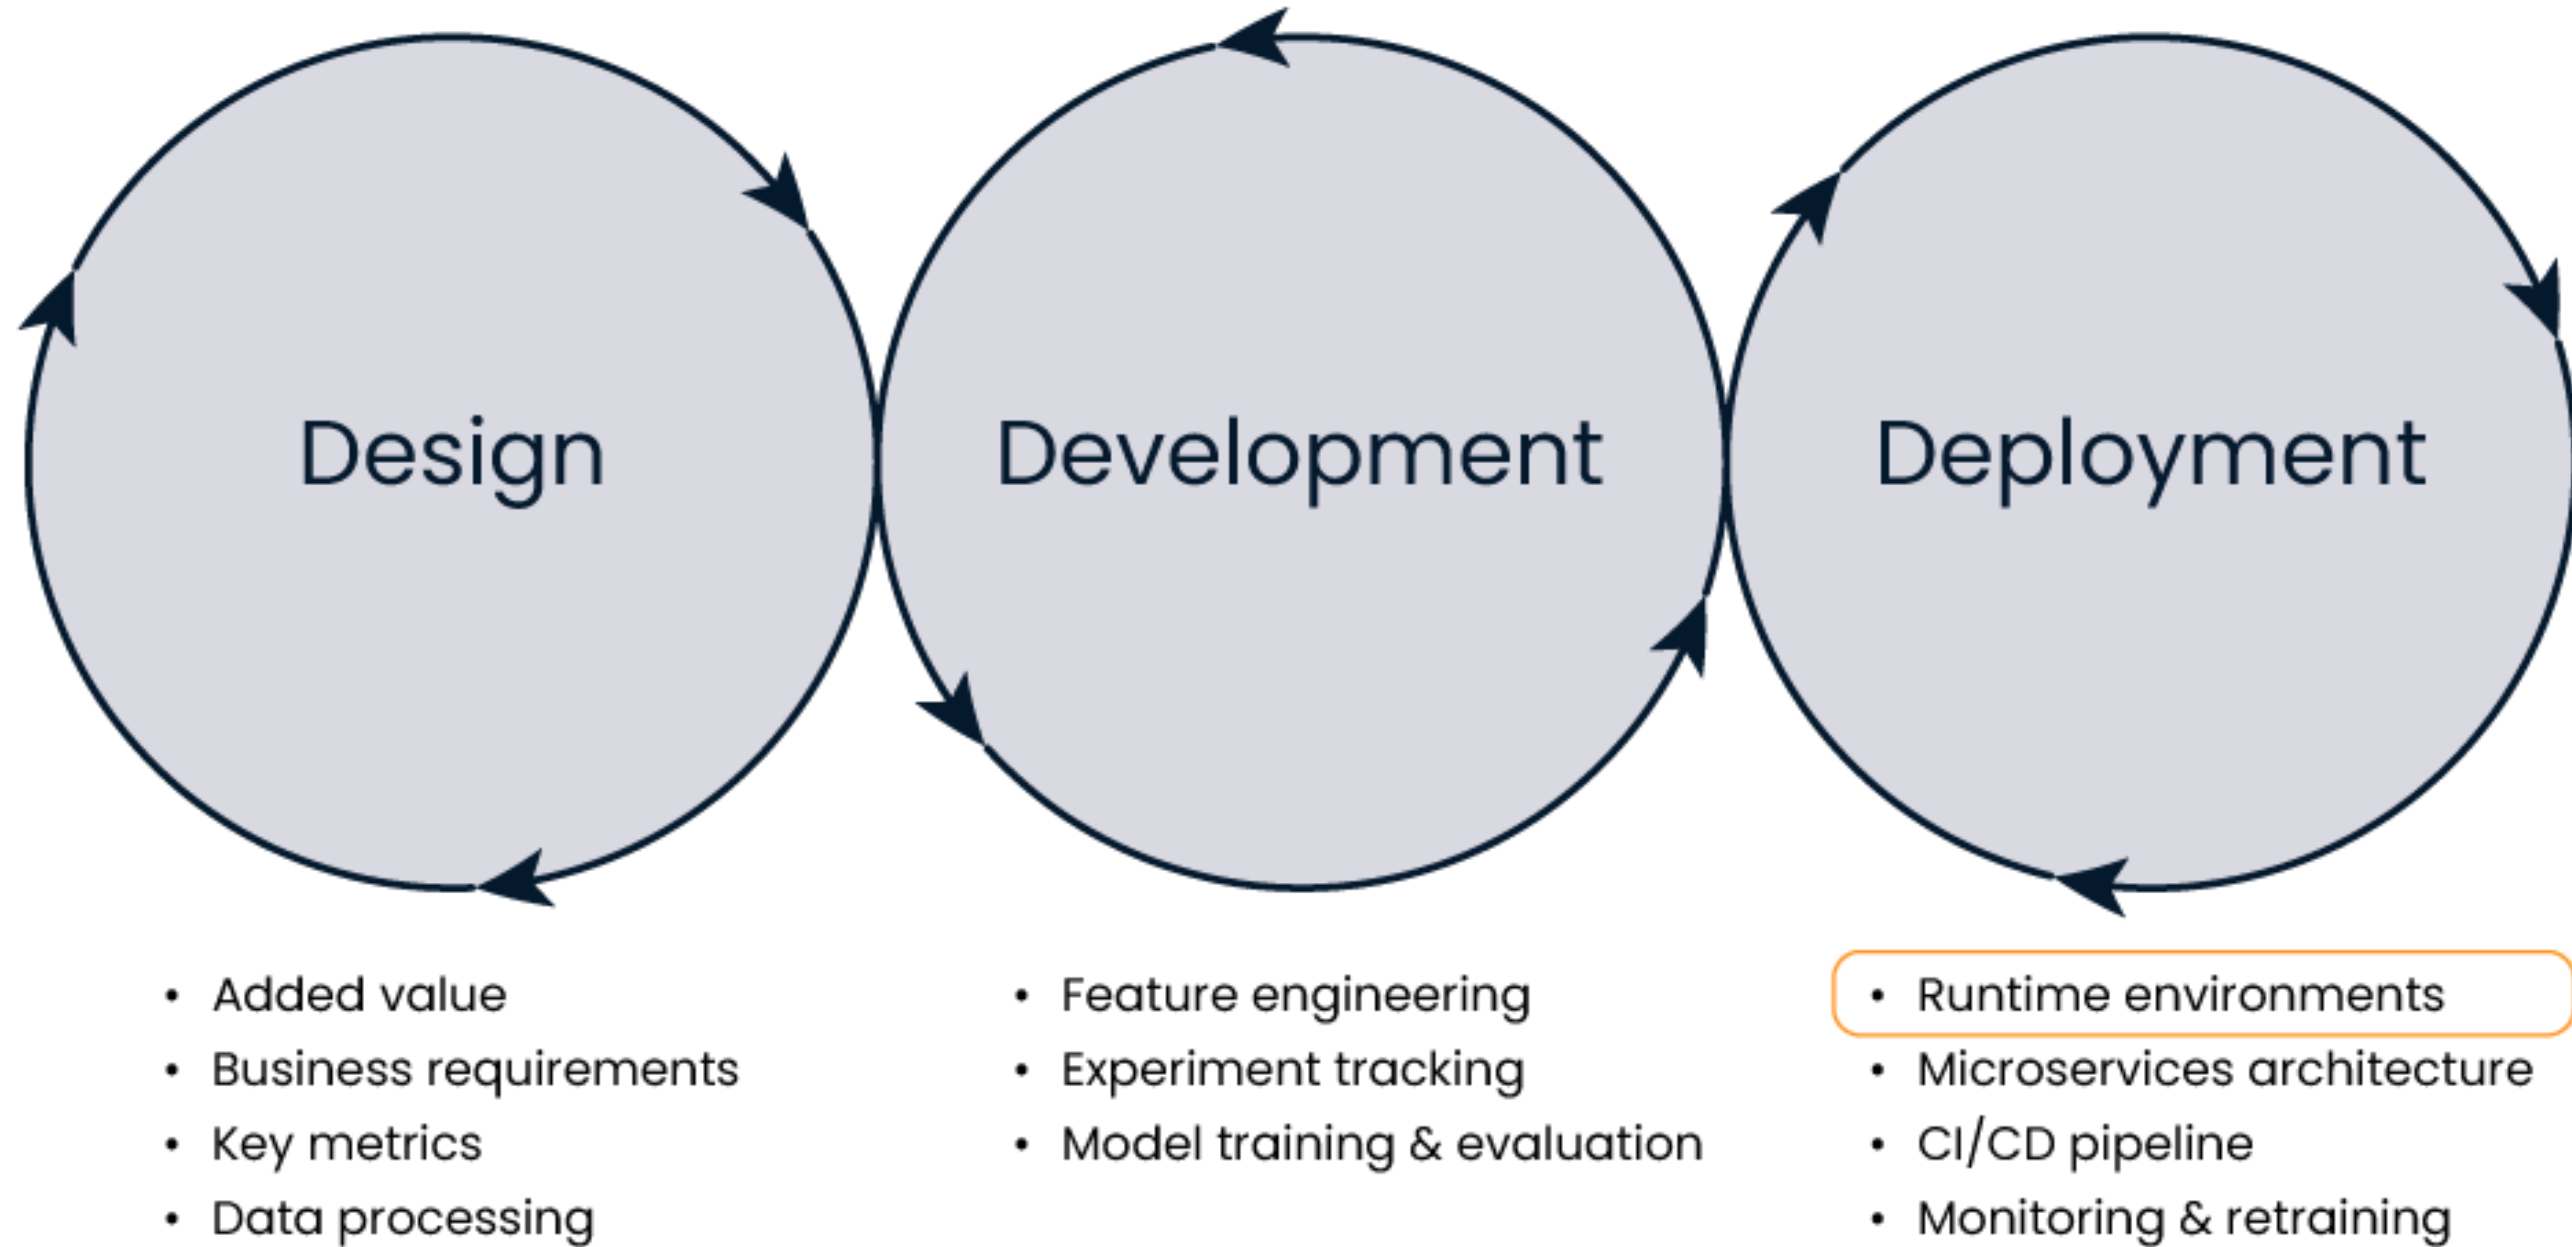 Design
Development
Deployment
• Added value
• Business requirements
• Key metrics
• Data processing
• Feature engineering
• Experiment tracking
• Model training & evaluation
• Runtime environments
• Microservices architecture
• CI/CD pipeline
• Monitoring & retraining